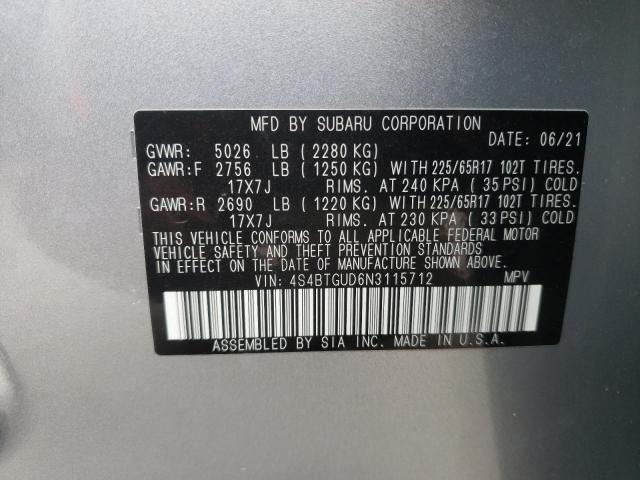 MFD BY SUBARU CORPORATION
DATE: 06/21
GVWR: 5026 LB (2280 KG)
GAWR:F 2756 LB (1250 KG) WITH 225/65R17 102T TIRES.
17X7J RIMS. AT 240 KPA (35 PSI) COLD
GAWR:R 2690 LB (1220 KG) WITH 225/65R17 102T TIRES.
17X7J RIMS. AT 230 KPA (33 PSI) COLD
THIS VEHICLE CONFORMS TO ALL APPLICABLE FEDERAL MOTOR
VEHICLE SAFETY AND THEFT PREVENTION STANDARDS IN EFFECT
ON THE DATE OF MANUFACTURE SHOWN ABOVE.
VIN: 4S4BTGUD6N3115712 MPV
ASSEMBLED BY SIA INC. MADE IN U.S.A.